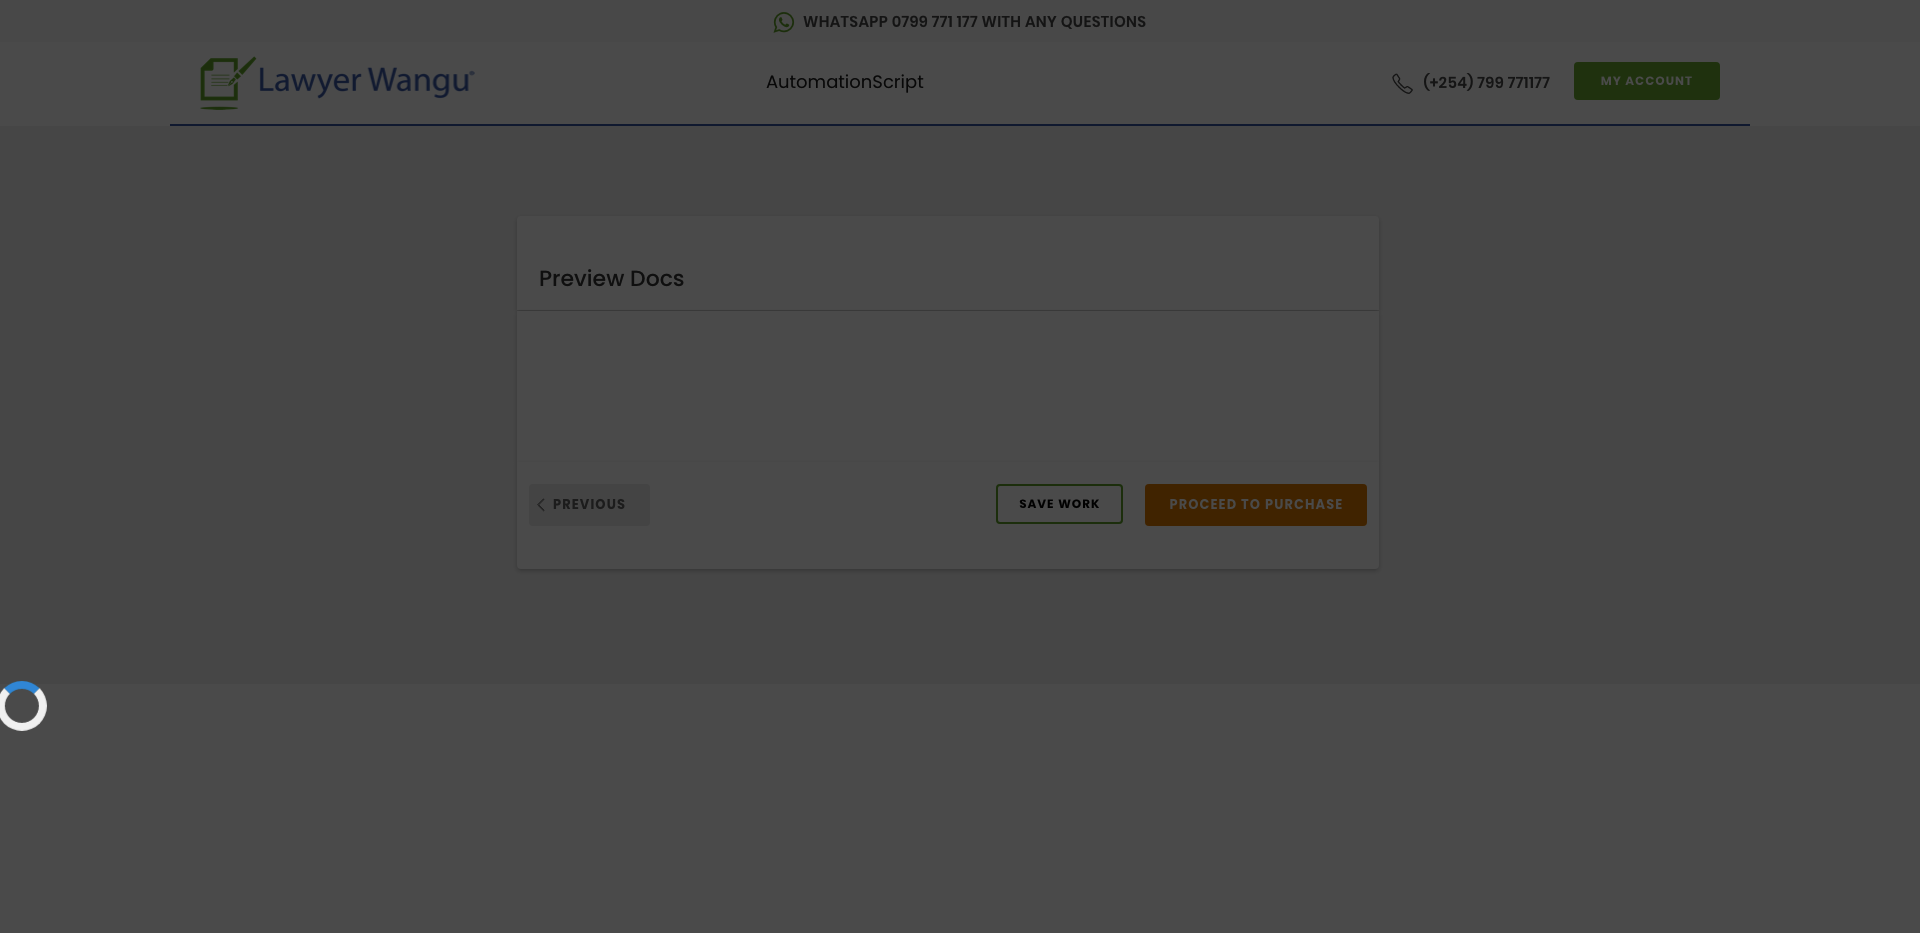 WHATSAPP 0799 771 177 WITH ANY QUESTIONS
Lawyer Wangu®
AutomationScript
(+254) 799 771177
MY ACCOUNT
Preview Docs
PREVIOUS
SAVE WORK
PROCEED TO PURCHASE